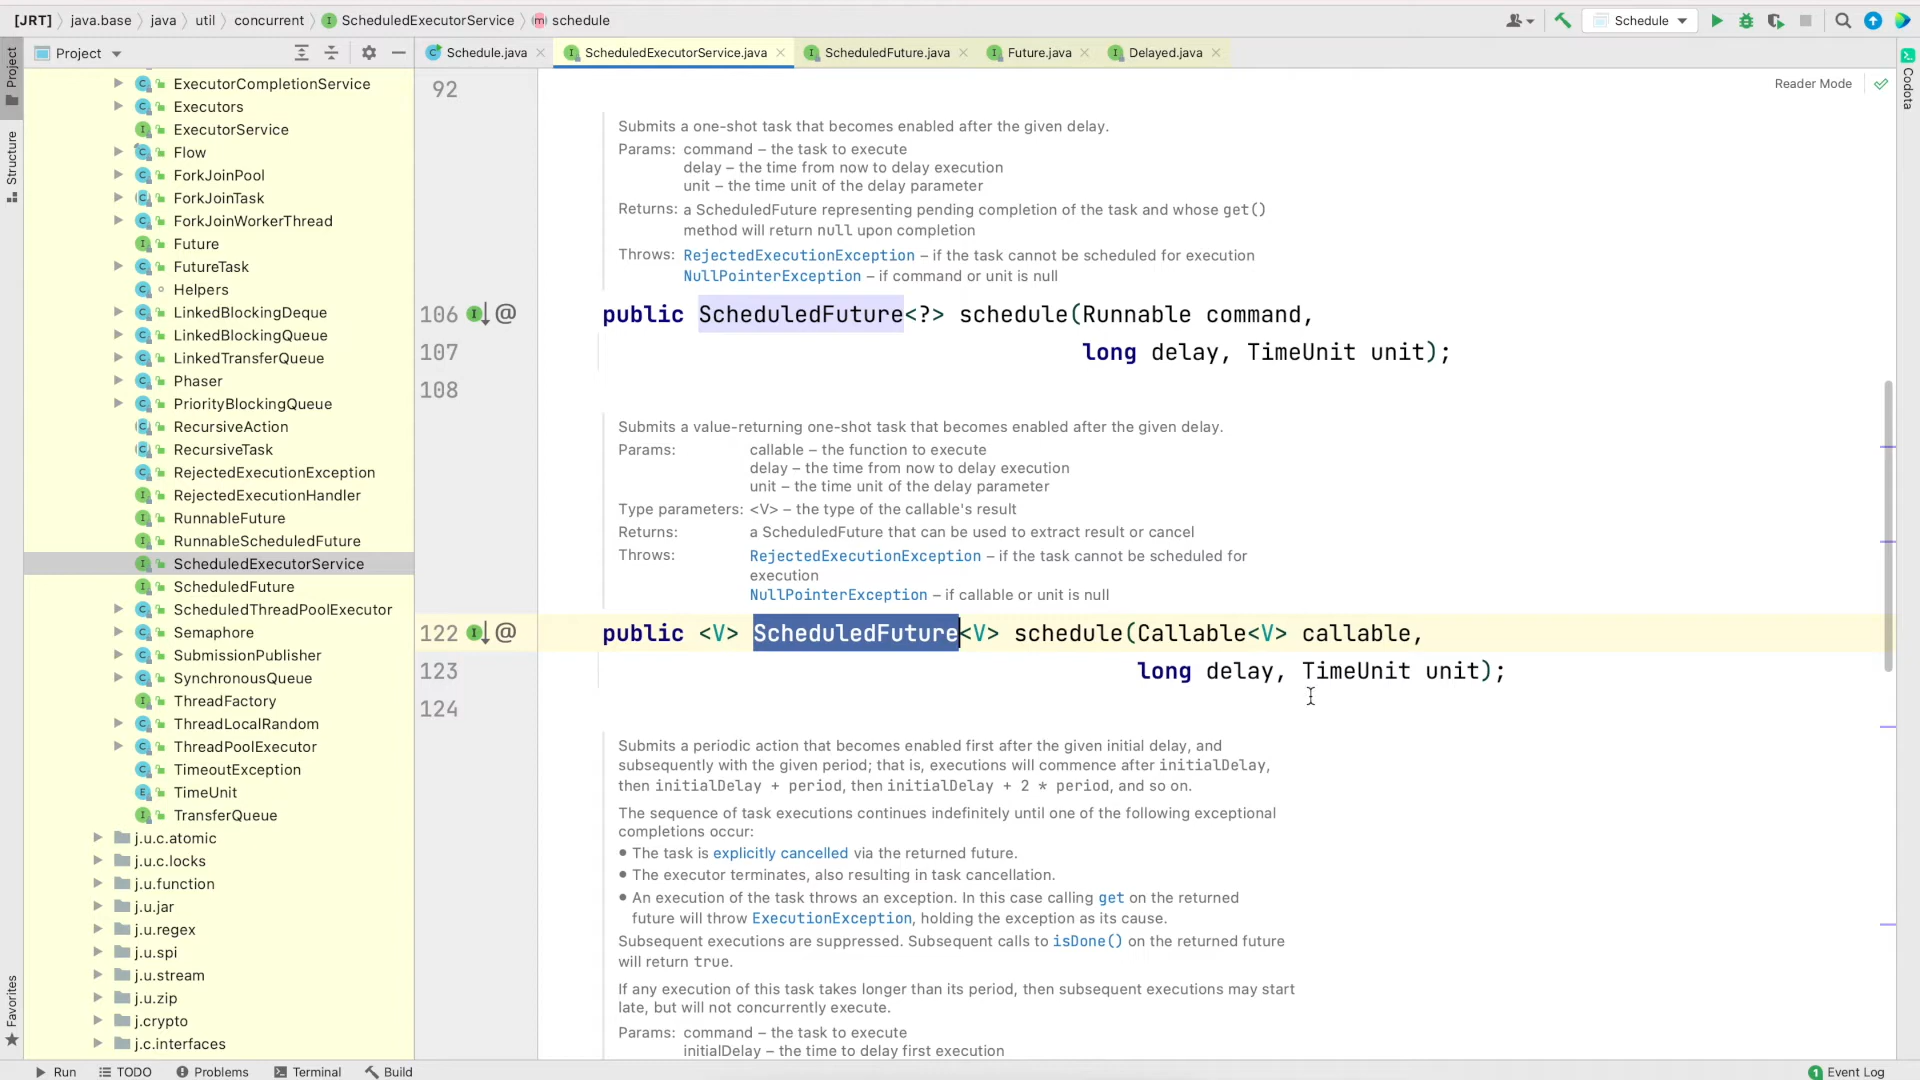 [JRT] java.base java util concurrent ScheduledExecutorService schedule
Schedule
Project
Schedule.java ScheduledExecutorService.java ScheduledFuture.java Future.java Delayed.java
Project
Structure
Favorites
Codota
Reader Mode
ExecutorCompletionService
Executors
ExecutorService
Flow
ForkJoinPool
ForkJoinTask
ForkJoinWorkerThread
Future
FutureTask
Helpers
LinkedBlockingDeque
LinkedBlockingQueue
LinkedTransferQueue
Phaser
PriorityBlockingQueue
RecursiveAction
RecursiveTask
RejectedExecutionException
RejectedExecutionHandler
RunnableFuture
RunnableScheduledFuture
ScheduledExecutorService
ScheduledFuture
ScheduledThreadPoolExecutor
Semaphore
SubmissionPublisher
SynchronousQueue
ThreadFactory
ThreadLocalRandom
ThreadPoolExecutor
TimeoutException
TimeUnit
TransferQueue
j.u.c.atomic
j.u.c.locks
j.u.function
j.u.jar
j.u.regex
j.u.spi
j.u.stream
j.u.zip
j.crypto
j.c.interfaces
92
Submits a one-shot task that becomes enabled after the given delay.
Params: command – the task to execute
delay – the time from now to delay execution
unit – the time unit of the delay parameter
Returns: a ScheduledFuture representing pending completion of the task and whose get()
method will return null upon completion
Throws: RejectedExecutionException – if the task cannot be scheduled for execution
NullPointerException – if command or unit is null
106 @ public ScheduledFuture<?> schedule(Runnable command,
107 long delay, TimeUnit unit);
108
Submits a value-returning one-shot task that becomes enabled after the given delay.
Params: callable – the function to execute
delay – the time from now to delay execution
unit – the time unit of the delay parameter
Type parameters: <V> – the type of the callable's result
Returns: a ScheduledFuture that can be used to extract result or cancel
Throws: RejectedExecutionException – if the task cannot be scheduled for
execution
NullPointerException – if callable or unit is null
122 @ public <V> ScheduledFuture<V> schedule(Callable<V> callable,
123 long delay, TimeUnit unit);
124
Submits a periodic action that becomes enabled first after the given initial delay, and
subsequently with the given period; that is, executions will commence after initialDelay,
then initialDelay + period, then initialDelay + 2 * period, and so on.
The sequence of task executions continues indefinitely until one of the following exceptional
completions occur:
• The task is explicitly cancelled via the returned future.
• The executor terminates, also resulting in task cancellation.
• An execution of the task throws an exception. In this case calling get on the returned
future will throw ExecutionException, holding the exception as its cause.
Subsequent executions are suppressed. Subsequent calls to isDone() on the returned future
will return true.
If any execution of this task takes longer than its period, then subsequent executions may start
late, but will not concurrently execute.
Params: command – the task to execute
initialDelay – the time to delay first execution
Run TODO Problems Terminal Build 1 Event Log